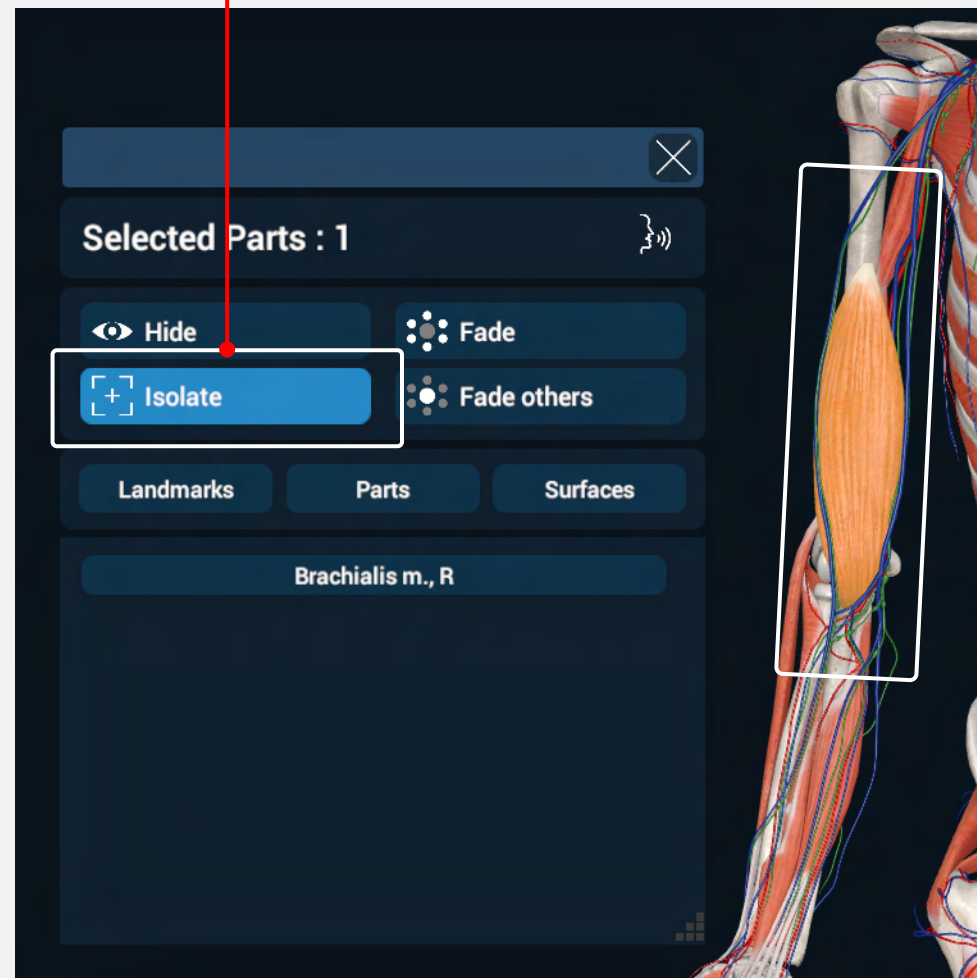 Selected Parts : 1
Hide
Fade
Isolate
Fade others
Landmarks
Parts
Surfaces
Brachialis m., R